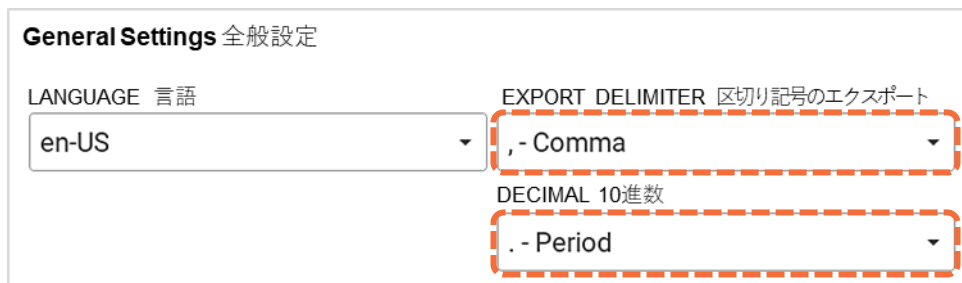 General Settings 全般設定
LANGUAGE 言語
EXPORT DELIMITER 区切り記号のエクスポート
en-US
, - Comma
DECIMAL 10進数
. - Period